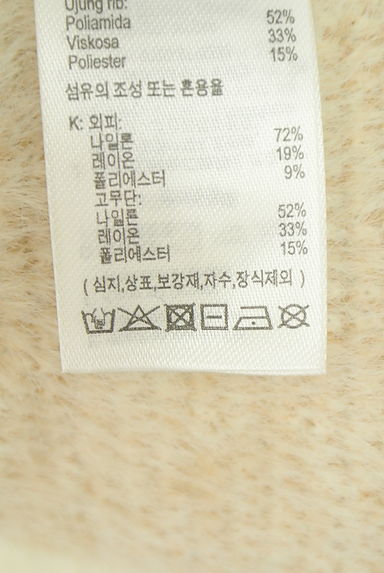 Ujung rib:
Poliamida 52%
Viskosa 33%
Poliester 15%
섬유의 조성 또는 혼용율
K: 외피:
나일론 72%
레이온 19%
폴리에스터 9%
고무단:
나일론 52%
레이온 33%
폴리에스터 15%
( 심지,상표,보강재,자수,장식제외 )